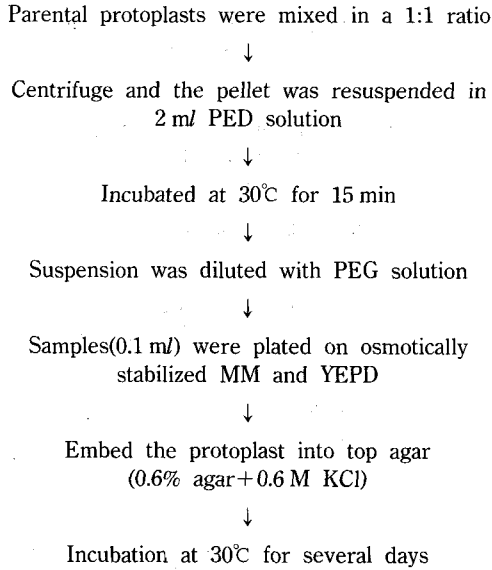 Parental protoplasts were mixed in a 1:1 ratio
↓
Centrifuge and the pellet was resuspended in
2 ml PED solution
↓
Incubated at 30℃ for 15 min
↓
Suspension was diluted with PEG solution
↓
Samples(0.1 ml) were plated on osmotically
stabilized MM and YEPD
↓
Embed the protoplast into top agar
(0.6% agar+0.6 M KCl)
↓
Incubation at 30℃ for several days